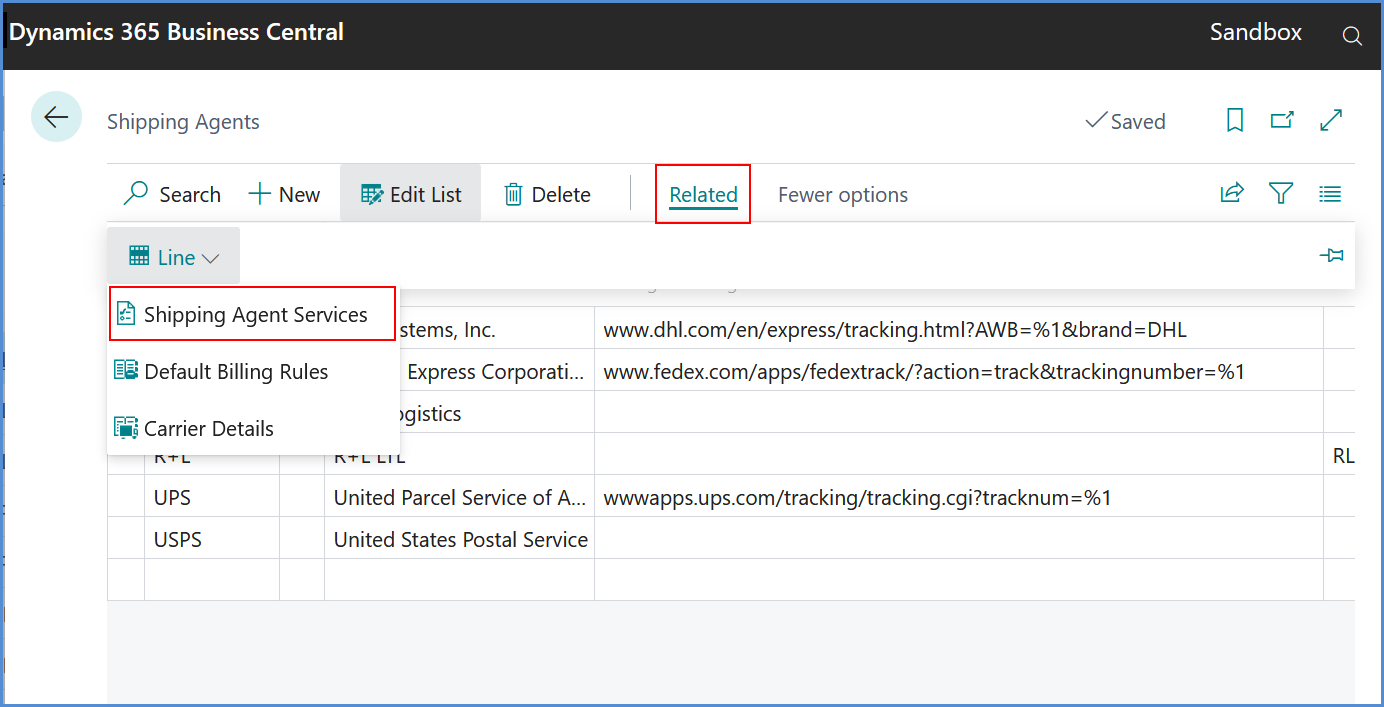 Dynamics 365 Business Central Sandbox
Shipping Agents Saved
Search New Edit List Delete Related Fewer options
Line
Shipping Agent Services stems, Inc. www.dhl.com/en/express/tracking.html?AWB=%1&brand=DHL
Default Billing Rules Express Corporati... www.fedex.com/apps/fedextrack/?action=track&trackingnumber=%1
ogistics
Carrier Details
R+L R+L LTL RL
UPS United Parcel Service of A... wwwapps.ups.com/tracking/tracking.cgi?tracknum=%1
USPS United States Postal Service